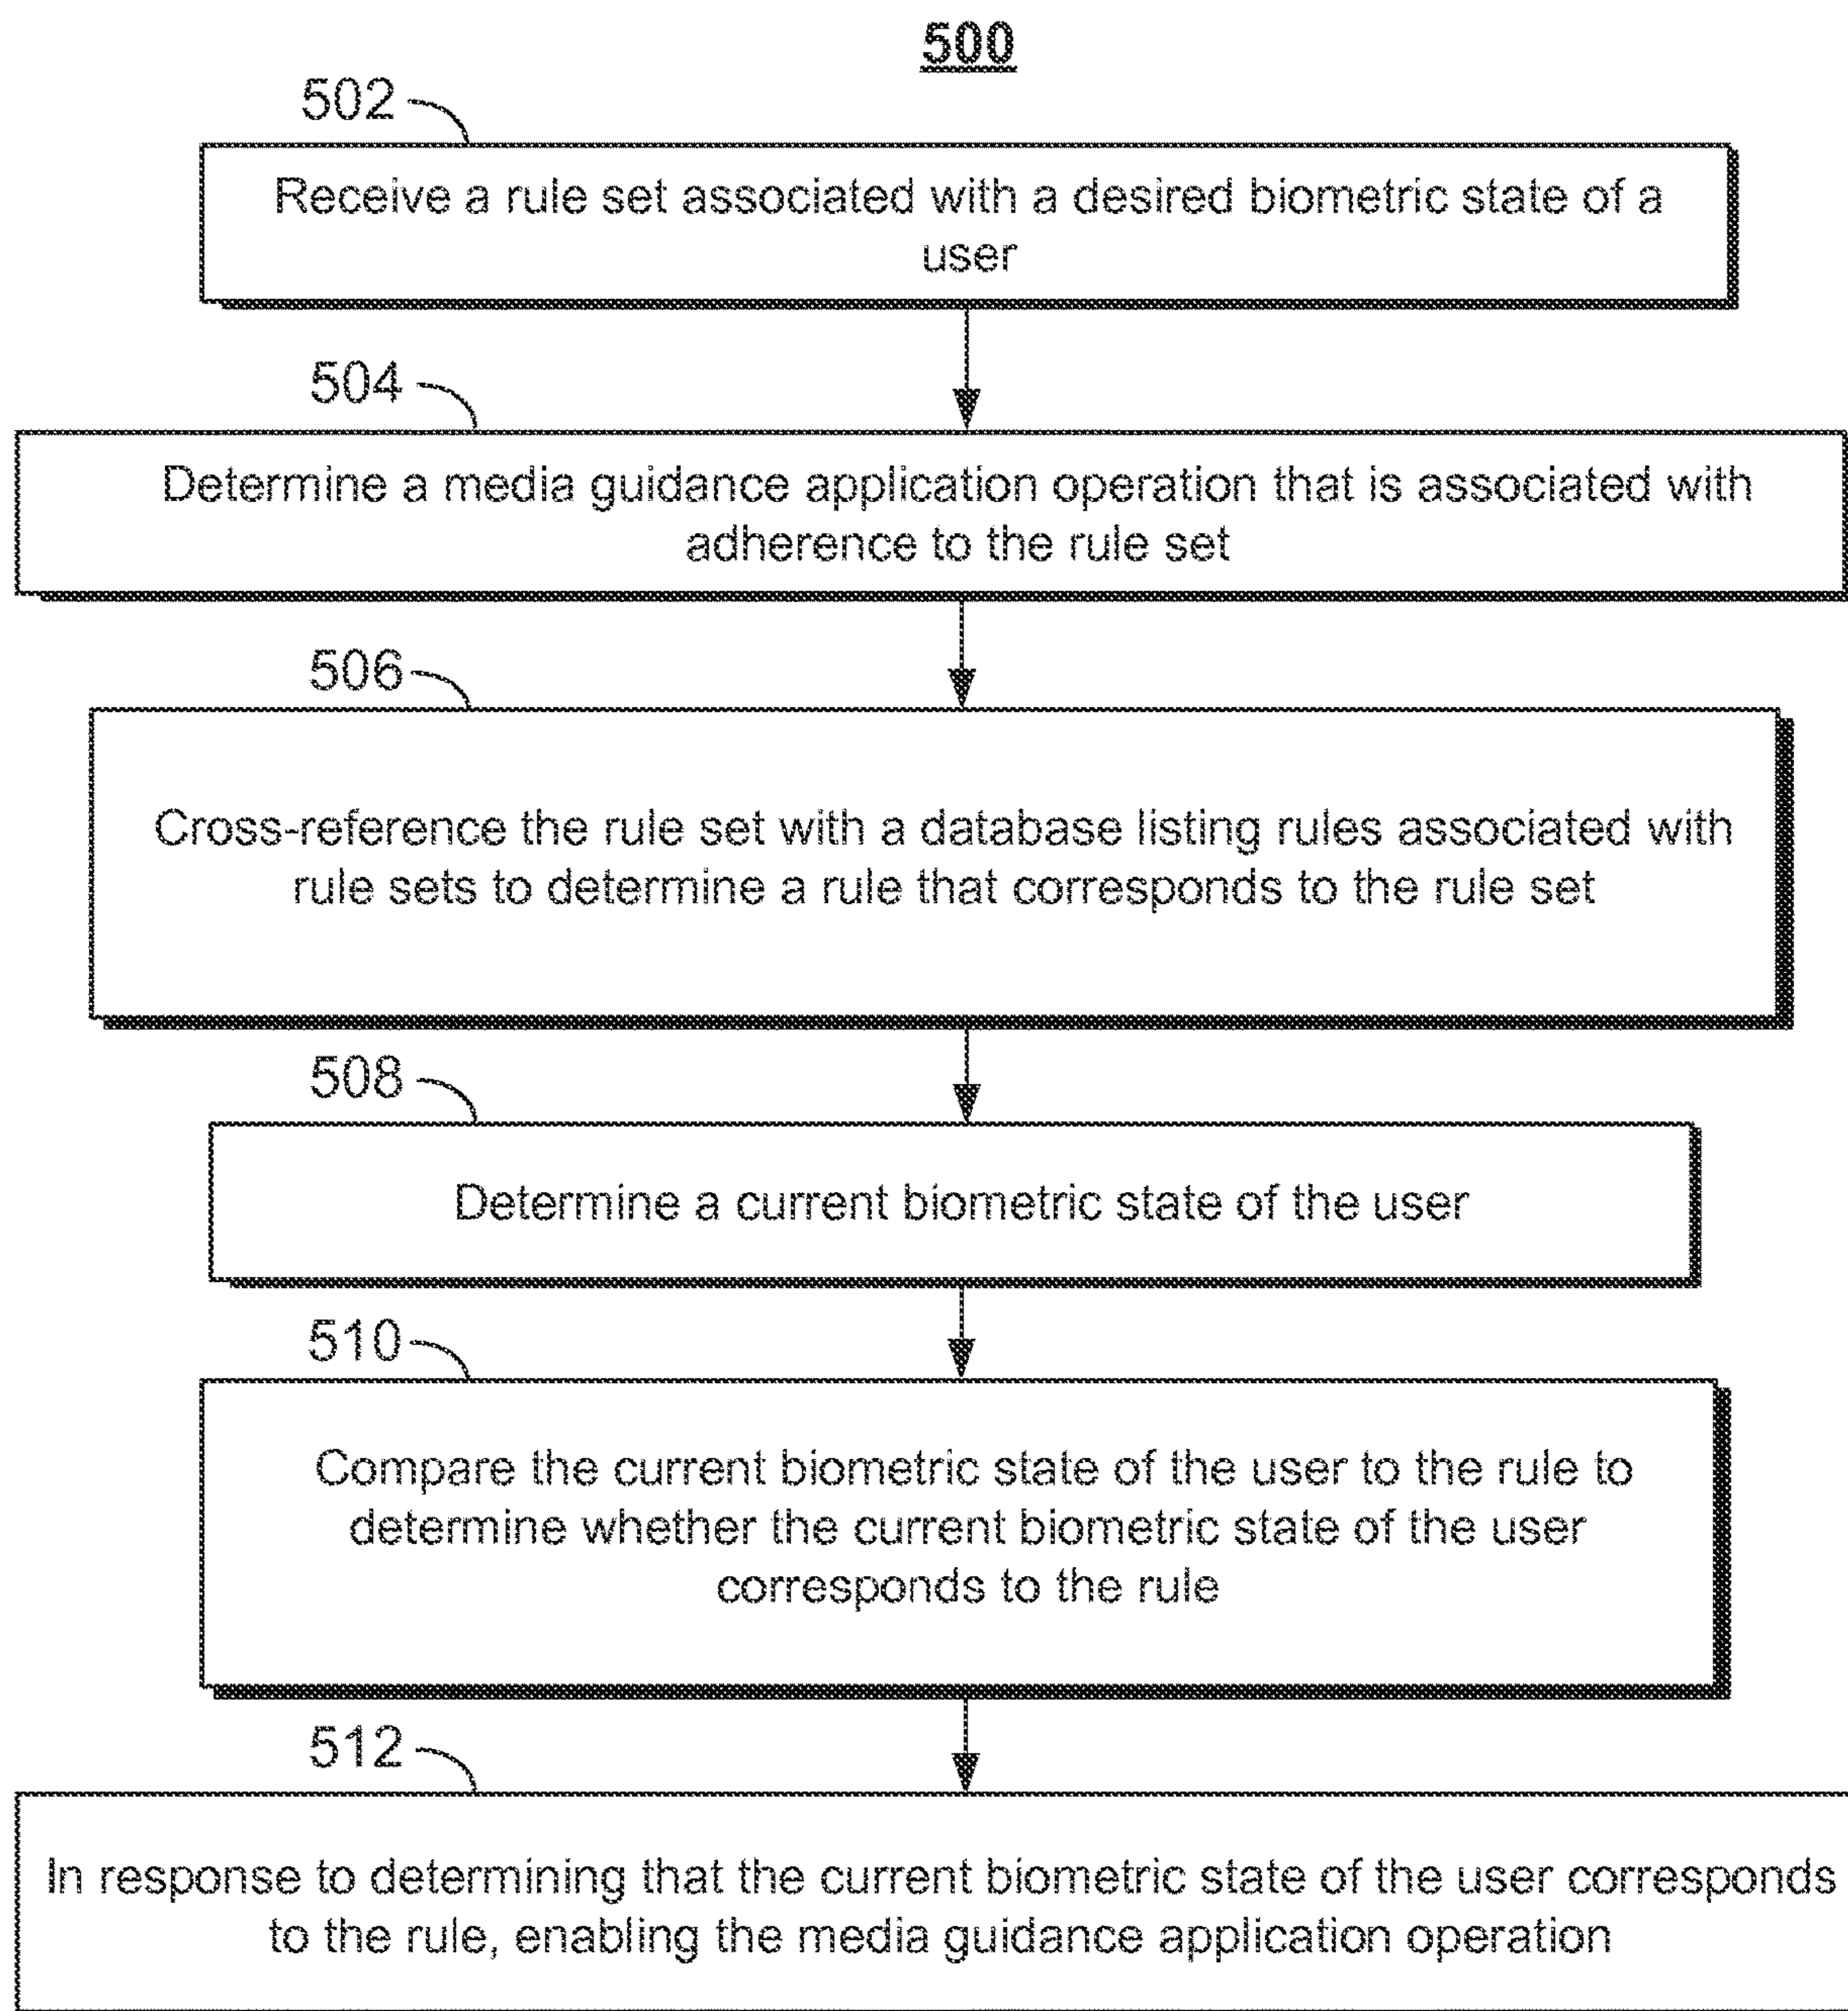 500
502
Receive a rule set associated with a desired biometric state of a
user
504
Determine a media guidance application operation that is associated with
adherence to the rule set
506
Cross-reference the rule set with a database listing rules associated with
rule sets to determine a rule that corresponds to the rule set
508
Determine a current biometric state of the user
510
Compare the current biometric state of the user to the rule to
determine whether the current biometric state of the user
corresponds to the rule
512
In response to determining that the current biometric state of the user corresponds
to the rule, enabling the media guidance application operation